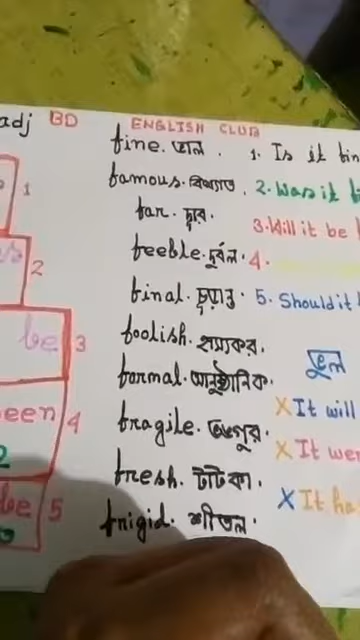 adj BD ENGLISH CLUB
fine. ভাল. 1. Is it fin
famous. বিখ্যাত. 2. Was it f
far. দূর. 3. Will it be
feeble. দুর্বল. 4.
final. চূড়ান্ত. 5. Should it
foolish. হাস্যকর.
formal. আনুষ্ঠানিক. ভুল
fragile. ভঙ্গুর. X It will
fresh. টাটকা. X It wer
frigid. শীতল. X It ha
1
2
be 3
een 4
be 5